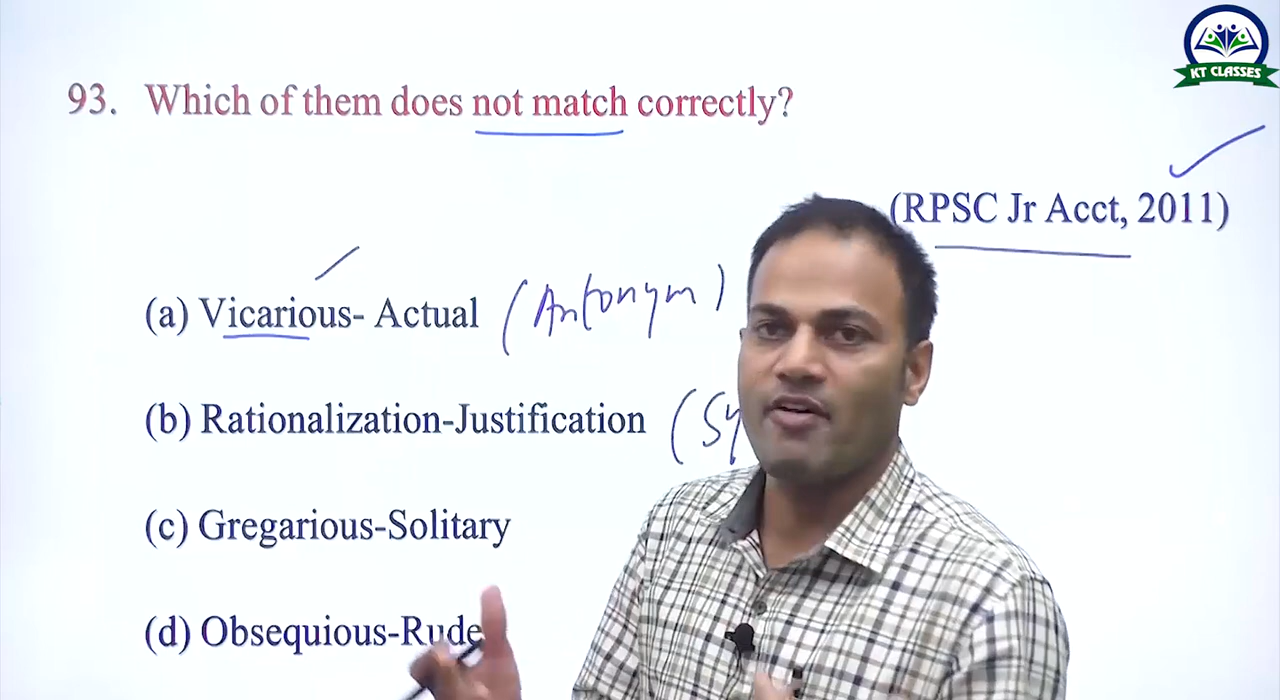 KT CLASSES
93. Which of them does not match correctly?
(RPSC Jr Acct, 2011)
(a) Vicarious- Actual (Antonym)
(b) Rationalization-Justification (Sy
(c) Gregarious-Solitary
(d) Obsequious-Rude